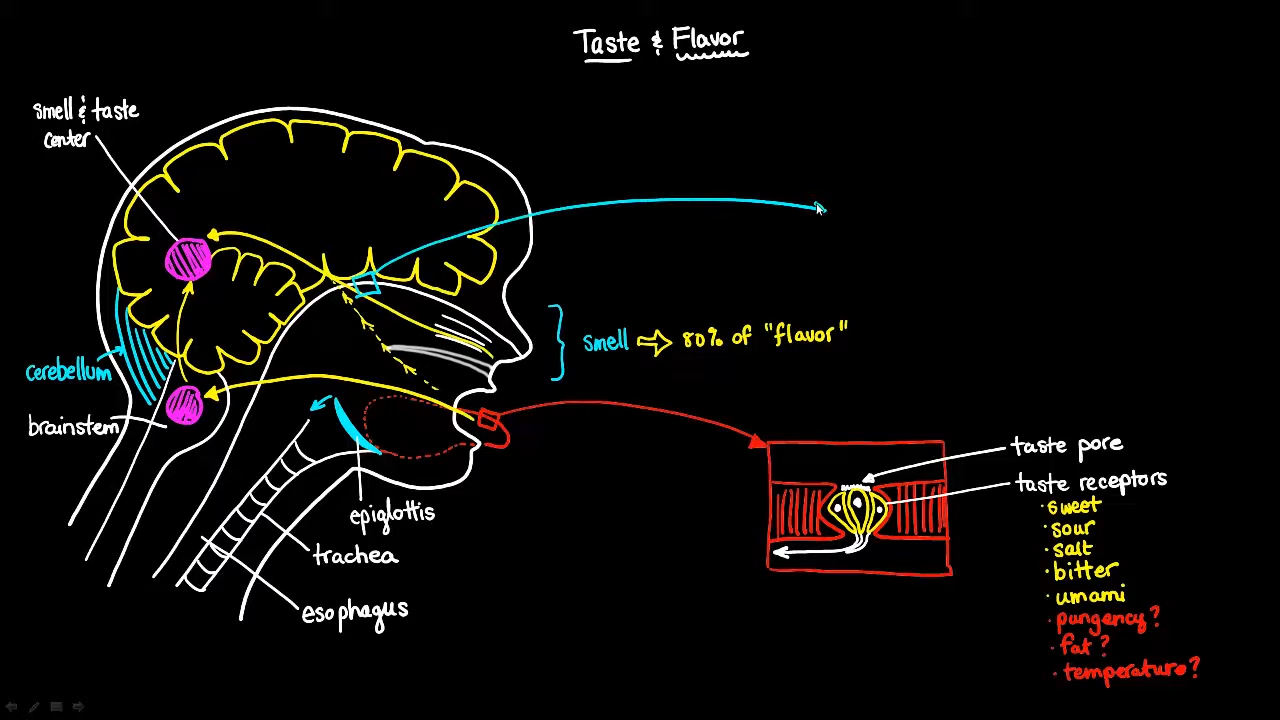 Taste & Flavor
smell & taste
center
cerebellum
brainstem
smell ⇨ 80% of "flavor"
epiglottis
trachea
esophagus
taste pore
taste receptors
· sweet
· sour
· salt
· bitter
· umami
· pungency?
· fat?
· temperature?